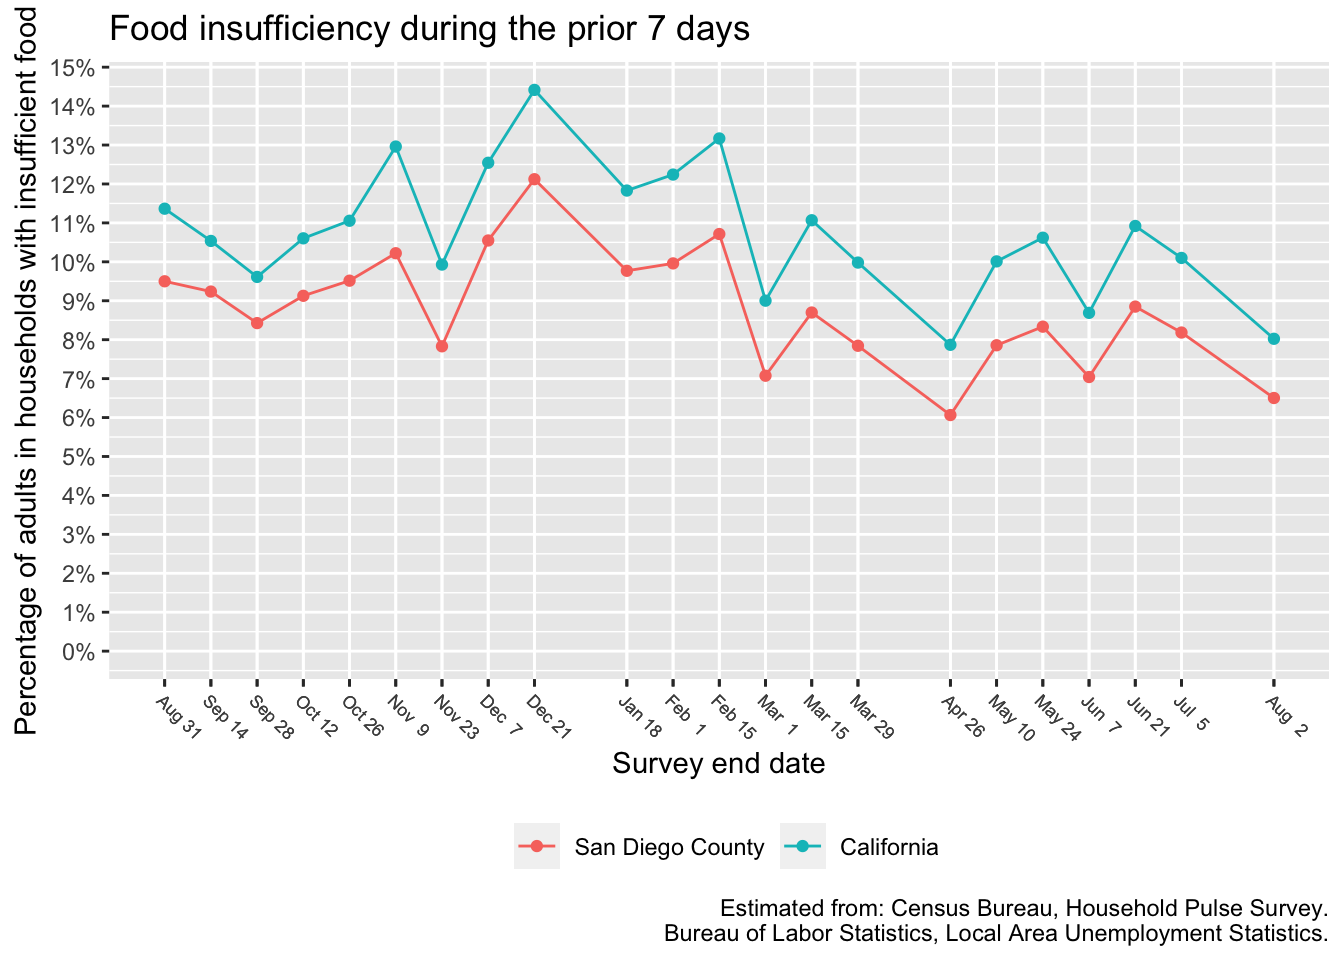 Food insufficiency during the prior 7 days
Percentage of adults in households with insufficient food
15%
14%
13%
12%
11%
10%
9%
8%
7%
6%
5%
4%
3%
2%
1%
0%
Aug 31
Sep 14
Sep 28
Oct 12
Oct 26
Nov 9
Nov 23
Dec 7
Dec 21
Jan 18
Feb 1
Feb 15
Mar 1
Mar 15
Mar 29
Apr 26
May 10
May 24
Jun 7
Jun 21
Jul 5
Aug 2
Survey end date
San Diego County
California
Estimated from: Census Bureau, Household Pulse Survey.
Bureau of Labor Statistics, Local Area Unemployment Statistics.